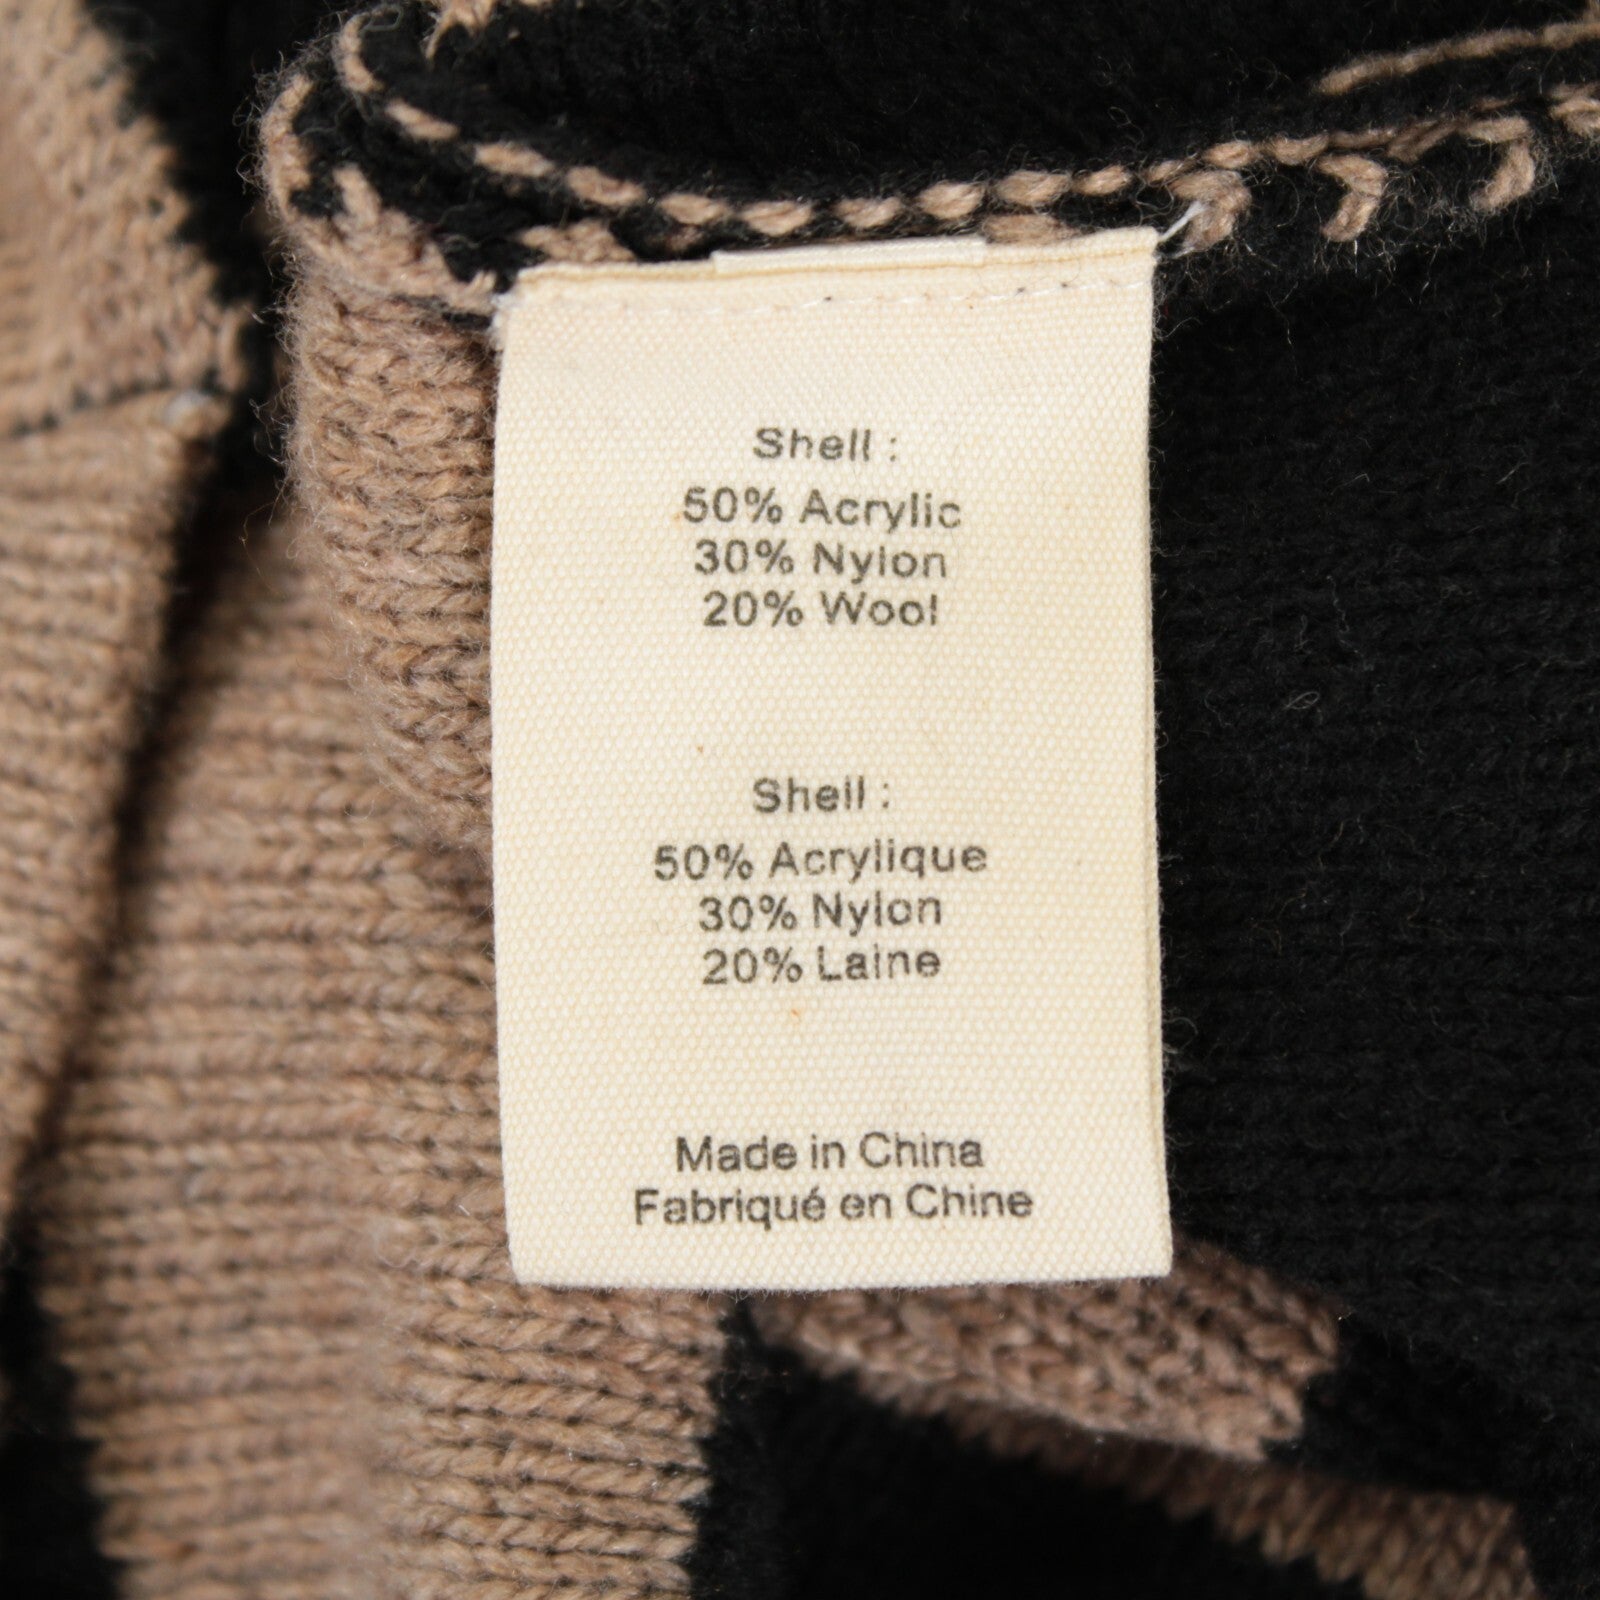 Shell :
50% Acrylic
30% Nylon
20% Wool
Shell :
50% Acrylique
30% Nylon
20% Laine
Made in China
Fabriqué en Chine